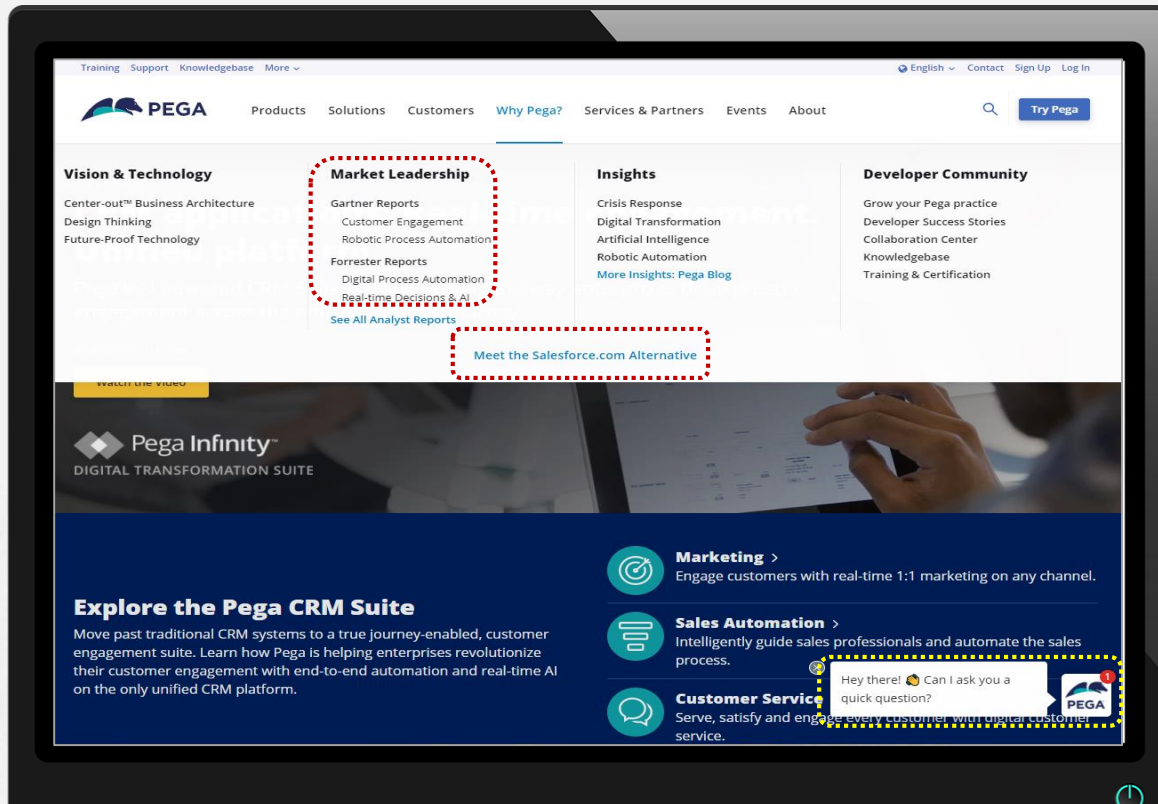 Training Support Knowledgebase More
English Contact Sign Up Log In
PEGA Products Solutions Customers Why Pega? Services & Partners Events About Try Pega
Vision & Technology
Center-out™ Business Architecture
Design Thinking
Future-Proof Technology
Market Leadership
Gartner Reports
Customer Engagement
Robotic Process Automation
Forrester Reports
Digital Process Automation
Real-time Decisions & AI
See All Analyst Reports
Insights
Crisis Response
Digital Transformation
Artificial Intelligence
Robotic Automation
More Insights: Pega Blog
Developer Community
Grow your Pega practice
Developer Success Stories
Collaboration Center
Knowledgebase
Training & Certification
Meet the Salesforce.com Alternative
Watch the Video
Pega Infinity™
DIGITAL TRANSFORMATION SUITE
Explore the Pega CRM Suite
Move past traditional CRM systems to a true journey-enabled, customer
engagement suite. Learn how Pega is helping enterprises revolutionize
their customer engagement with end-to-end automation and real-time AI
on the only unified CRM platform.
Marketing >
Engage customers with real-time 1:1 marketing on any channel.
Sales Automation >
Intelligently guide sales professionals and automate the sales
process.
Customer Service
Serve, satisfy and engage every customer with digital customer
service.
Hey there! Can I ask you a
quick question?
1
PEGA